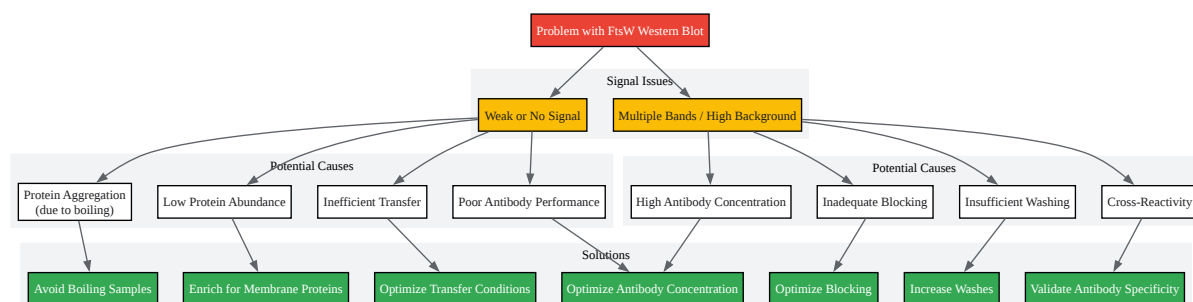 Problem with FtsW Western Blot
Signal Issues
Weak or No Signal
Multiple Bands / High Background
Potential Causes
Potential Causes
Protein Aggregation
(due to boiling)
Low Protein Abundance
Inefficient Transfer
Poor Antibody Performance
High Antibody Concentration
Inadequate Blocking
Insufficient Washing
Cross-Reactivity
Solutions
Avoid Boiling Samples
Enrich for Membrane Proteins
Optimize Transfer Conditions
Optimize Antibody Concentration
Optimize Blocking
Increase Washes
Validate Antibody Specificity